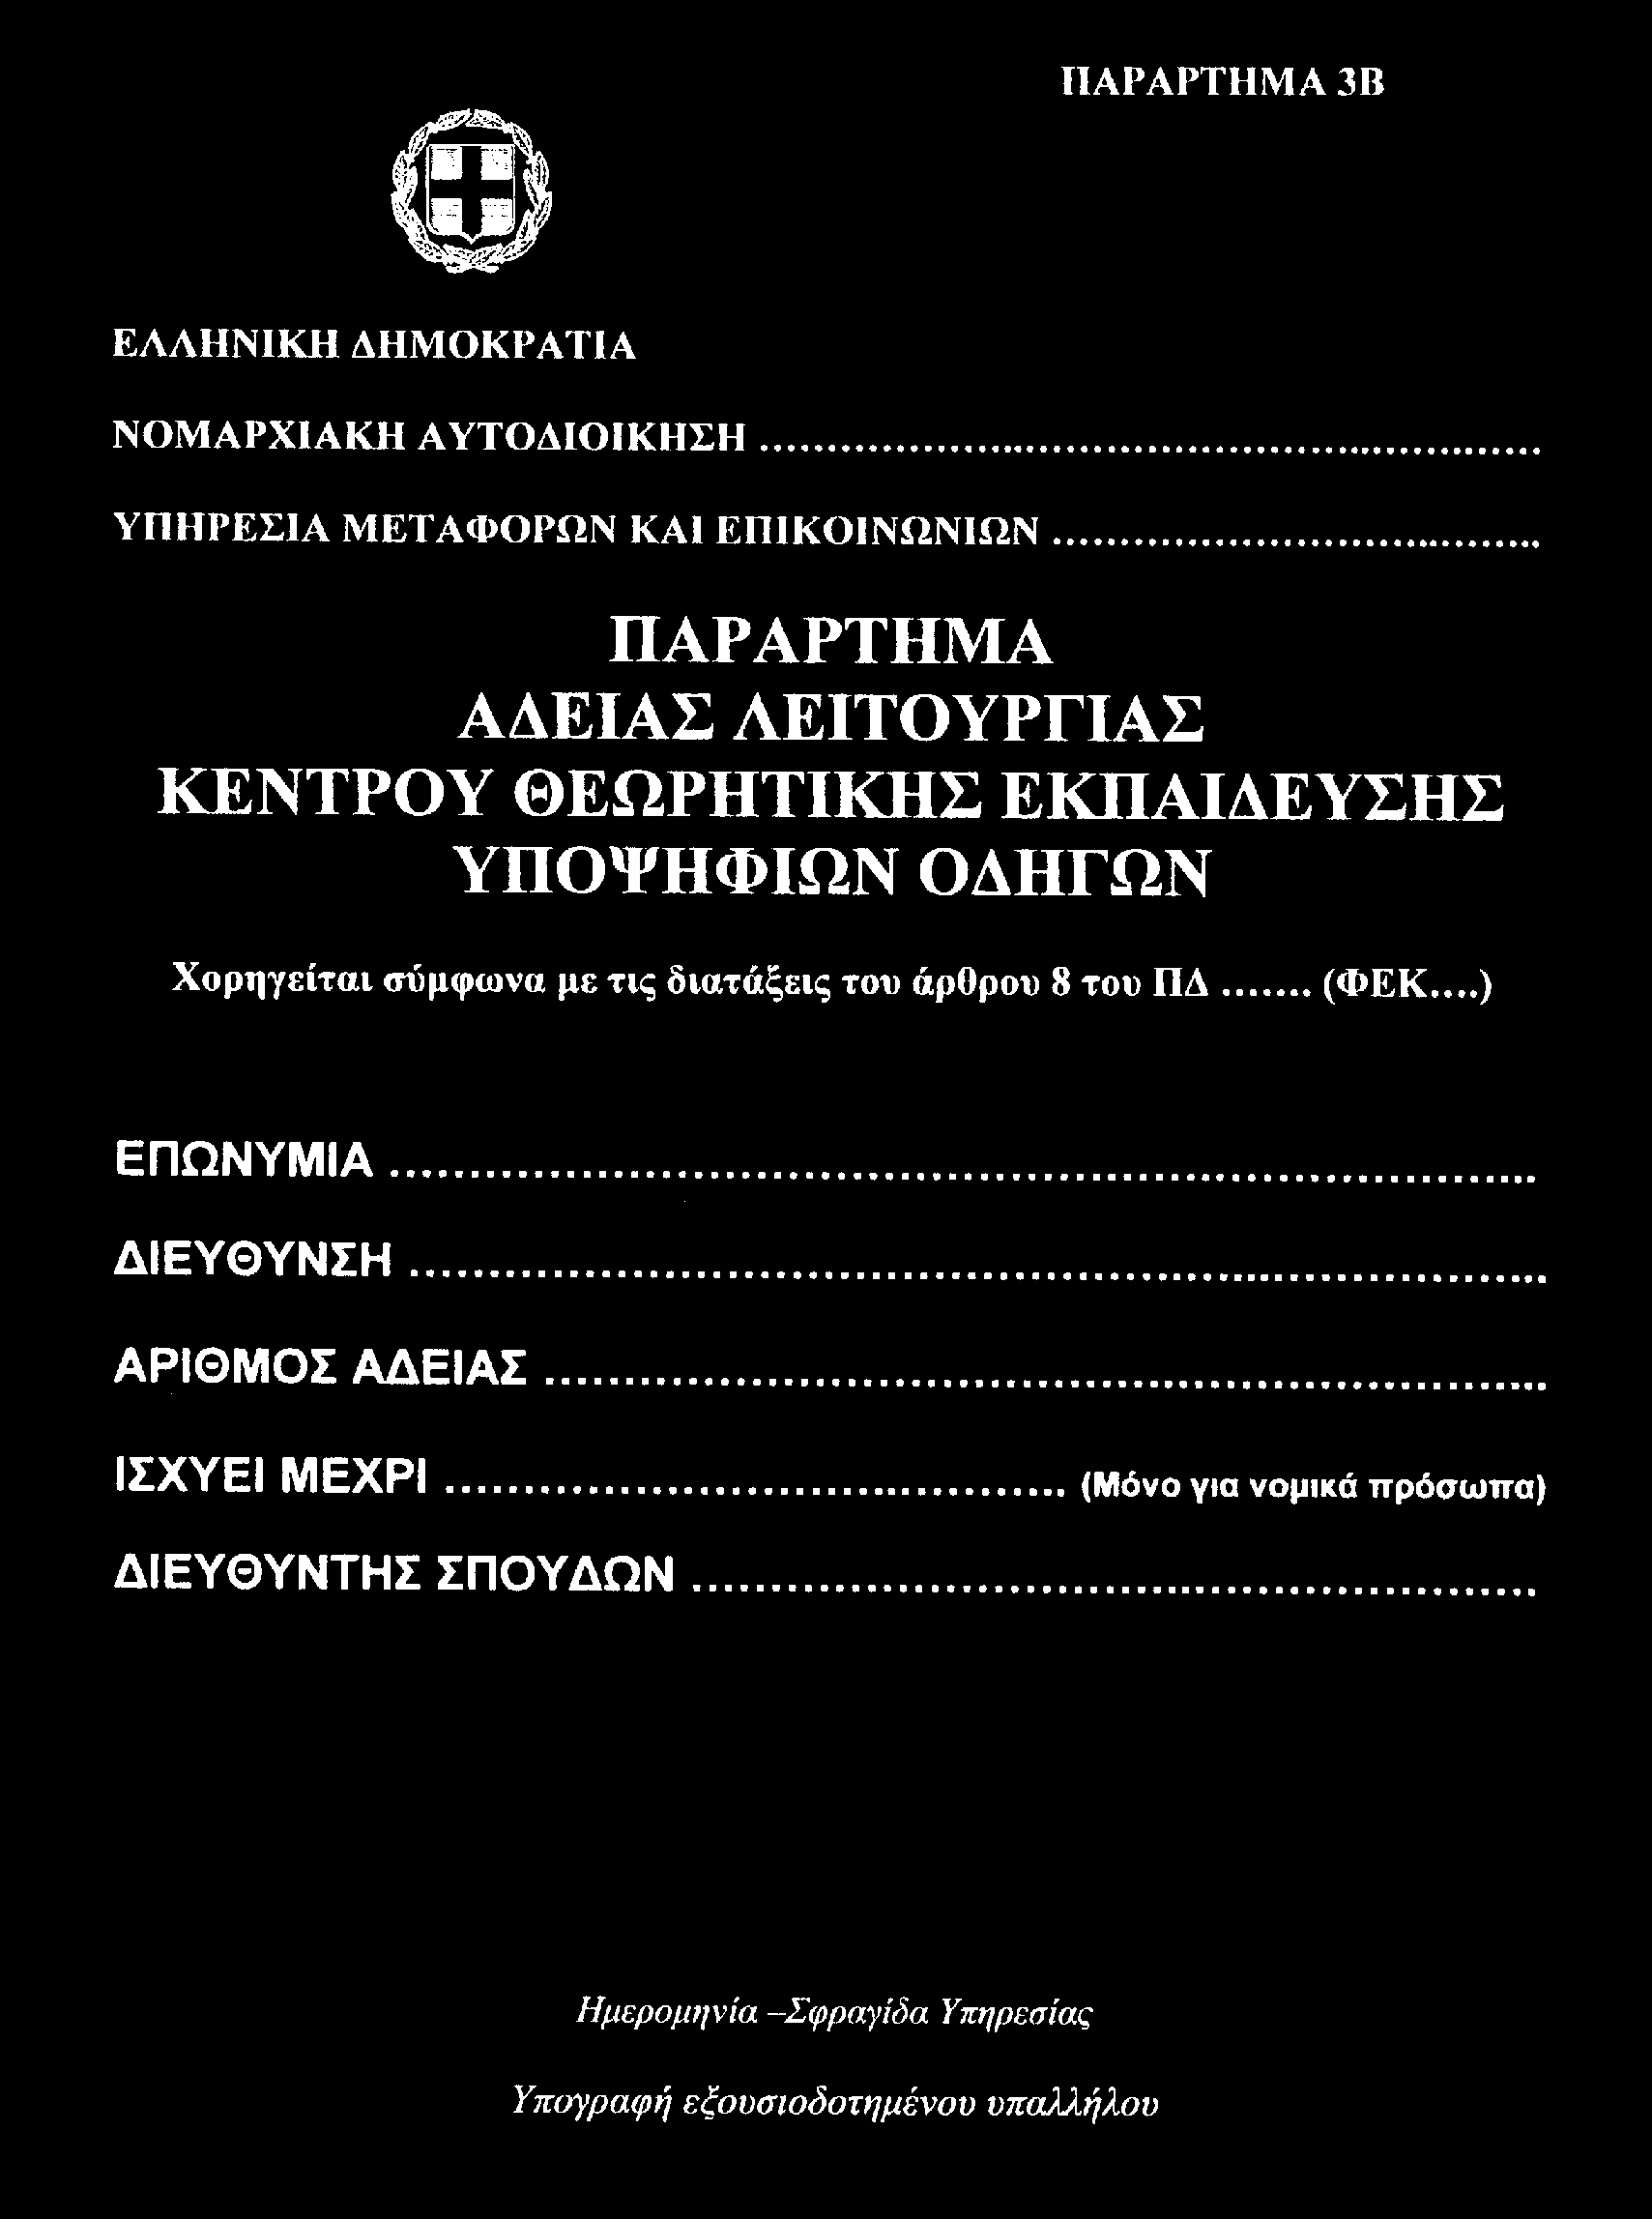 ΠΑΡΑΡΤΗΜΑ 3Β
ΕΛΛΗΝΙΚΗ ΔΗΜΟΚΡΑΤΙΑ
ΝΟΜΑΡΧΙΑΚΗ ΑΥΤΟΔΙΟΙΚΗΣΗ ..........................................................
ΥΠΗΡΕΣΙΑ ΜΕΤΑΦΟΡΩΝ ΚΑΙ ΕΠΙΚΟΙΝΩΝΙΩΝ ....................................
ΠΑΡΑΡΤΗΜΑ
ΑΔΕΙΑΣ ΛΕΙΤΟΥΡΓΙΑΣ
ΚΕΝΤΡΟΥ ΘΕΩΡΗΤΙΚΗΣ ΕΚΠΑΙΔΕΥΣΗΣ
ΥΠΟΨΗΦΙΩΝ ΟΔΗΓΩΝ
Χορηγείται σύμφωνα με τις διατάξεις του άρθρου 8 του ΠΔ ....... (ΦΕΚ....)
ΕΠΩΝΥΜΙΑ ........................................................................
ΔΙΕΥΘΥΝΣΗ .......................................................................
ΑΡΙΘΜΟΣ ΑΔΕΙΑΣ ...............................................................
ΙΣΧΥΕΙ ΜΕΧΡΙ ....................................... (Μόνο για νομικά πρόσωπα)
ΔΙΕΥΘΥΝΤΗΣ ΣΠΟΥΔΩΝ .....................................................
Ημερομηνία –Σφραγίδα Υπηρεσίας
Υπογραφή εξουσιοδοτημένου υπαλλήλου